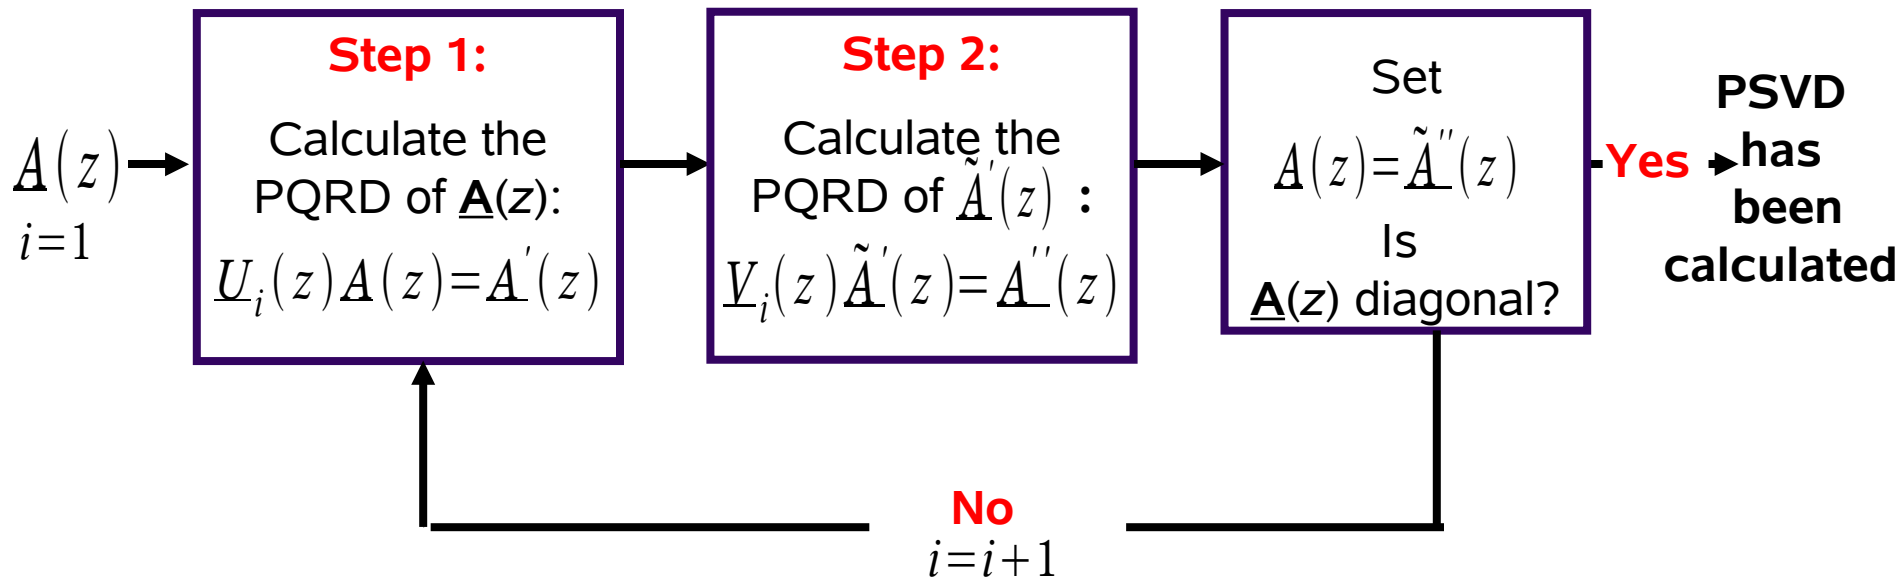 A(z)
i=1
Step 1:
Calculate the
PQRD of A(z):
U_i(z)A(z)=A'(z)
Step 2:
Calculate the
PQRD of Ã'(z) :
V_i(z)Ã'(z)=A''(z)
Set
A(z)=Ã''(z)
Is
A(z) diagonal?
Yes
PSVD
has
been
calculated
No
i=i+1